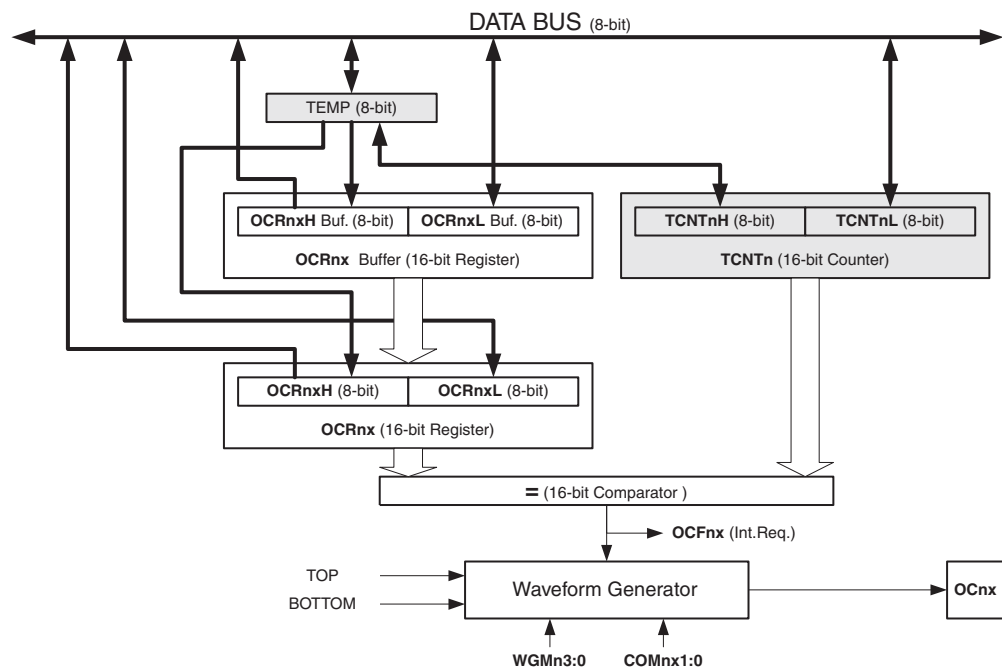 DATA BUS (8-bit)
TEMP (8-bit)
OCRnxH Buf. (8-bit) OCRnxL Buf. (8-bit)
OCRnx Buffer (16-bit Register)
TCNTnH (8-bit) TCNTnL (8-bit)
TCNTn (16-bit Counter)
OCRnxH (8-bit) OCRnxL (8-bit)
OCRnx (16-bit Register)
= (16-bit Comparator )
OCFnx (Int.Req.)
TOP
BOTTOM
Waveform Generator
OCnx
WGMn3:0 COMnx1:0